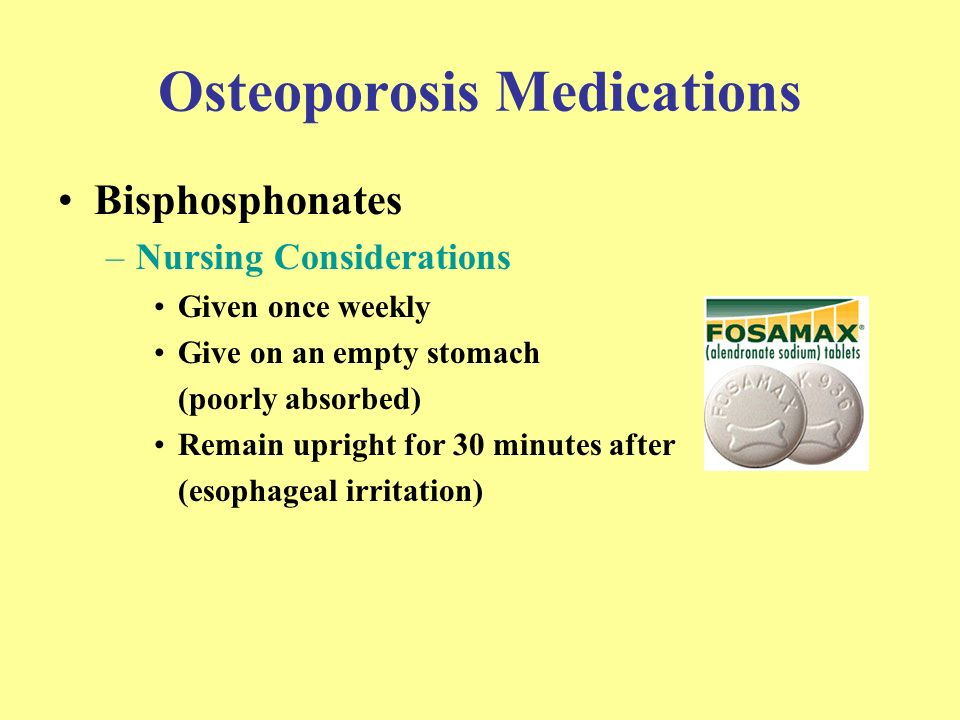 Osteoporosis Medications
• Bisphosphonates
– Nursing Considerations
• Given once weekly
• Give on an empty stomach
(poorly absorbed)
• Remain upright for 30 minutes after
(esophageal irritation)
FOSAMAX®
(alendronate sodium) tablets
FOSAMAX
K 936